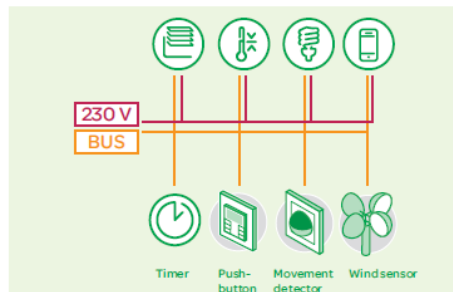 230 V
BUS
Timer
Push-
button
Movement
detector
Windsensor